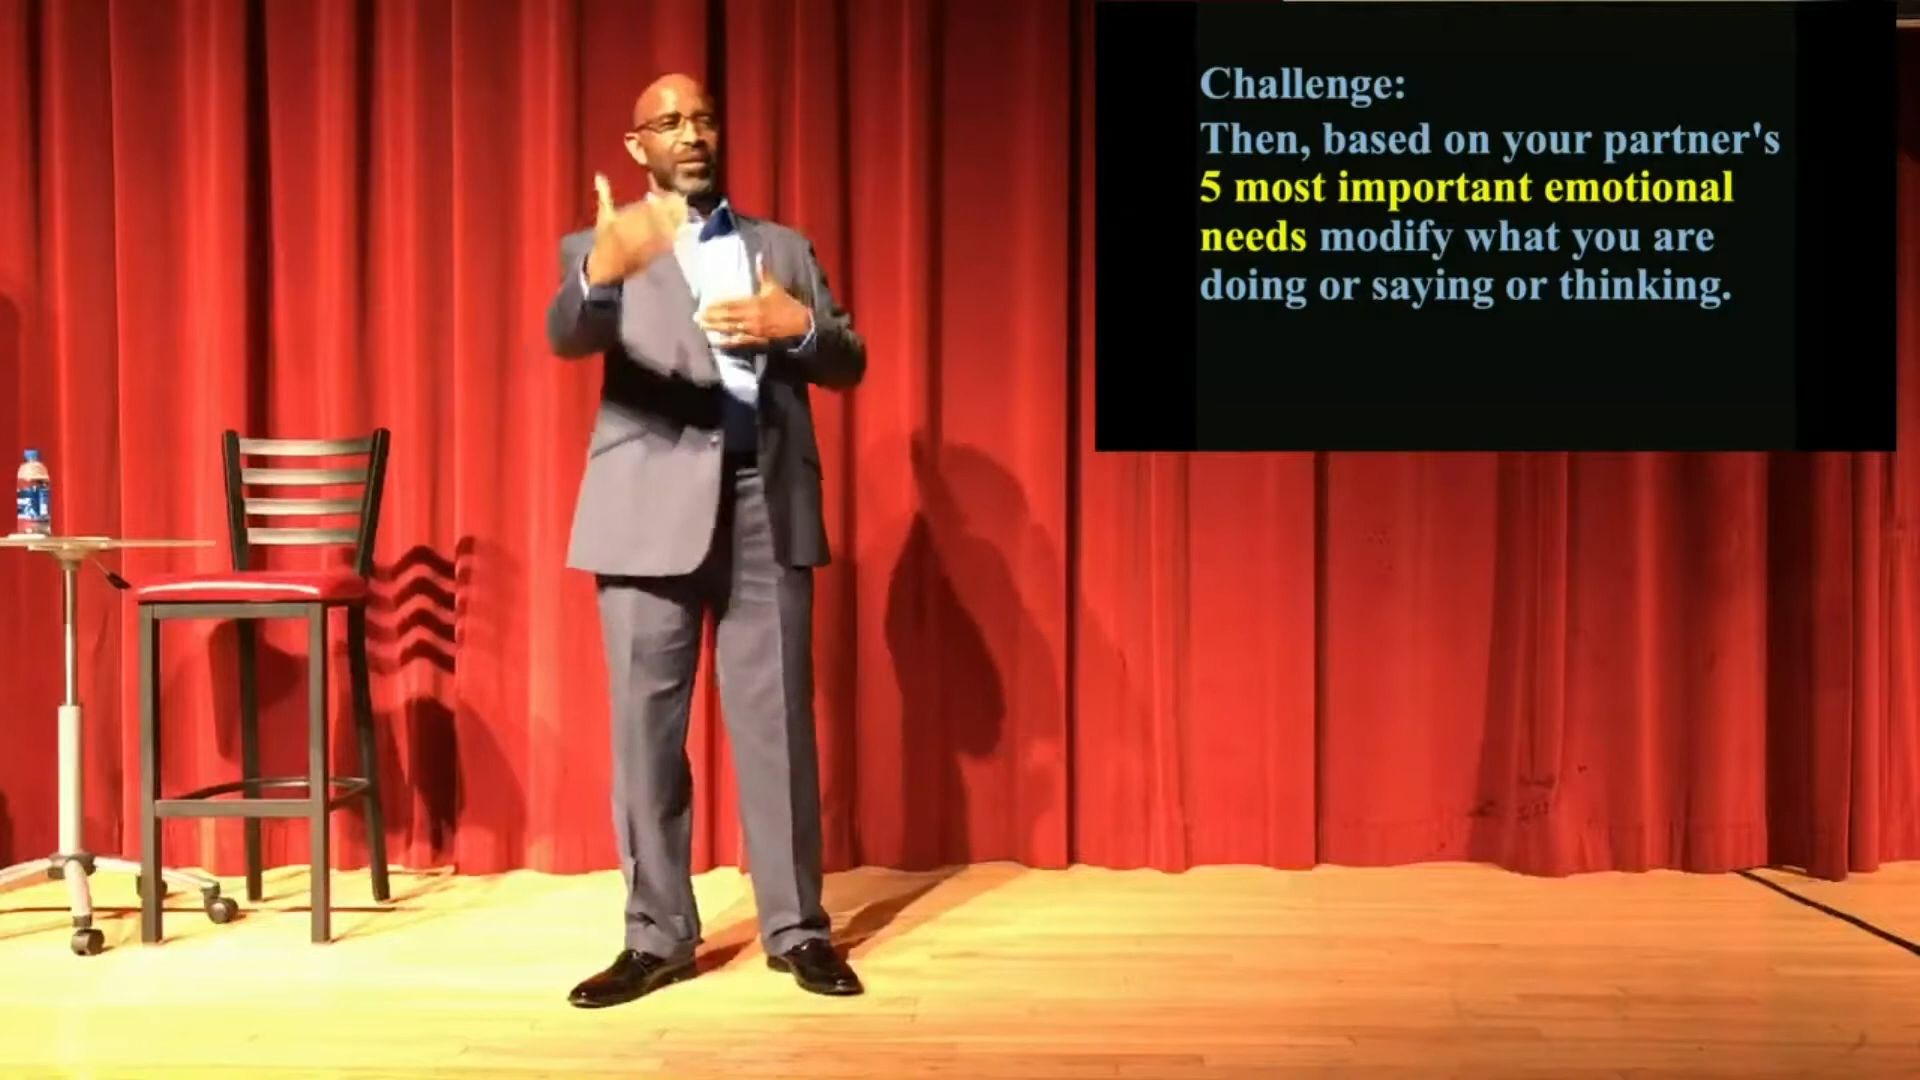 Challenge:
Then, based on your partner's
5 most important emotional
needs modify what you are
doing or saying or thinking.